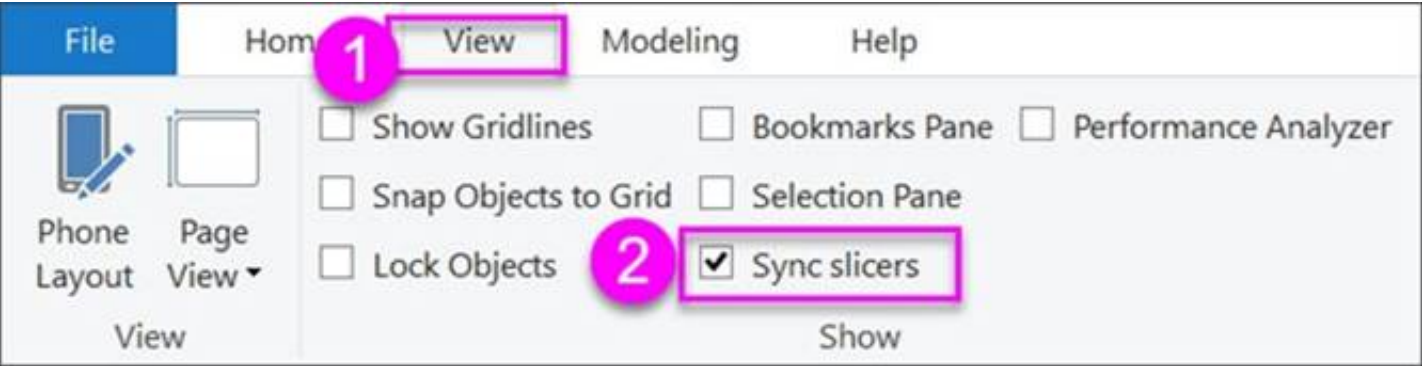 File Hom 1 View Modeling Help
Show Gridlines Bookmarks Pane Performance Analyzer
Snap Objects to Grid Selection Pane
Phone Layout
Page View
Lock Objects 2 Sync slicers
View Show